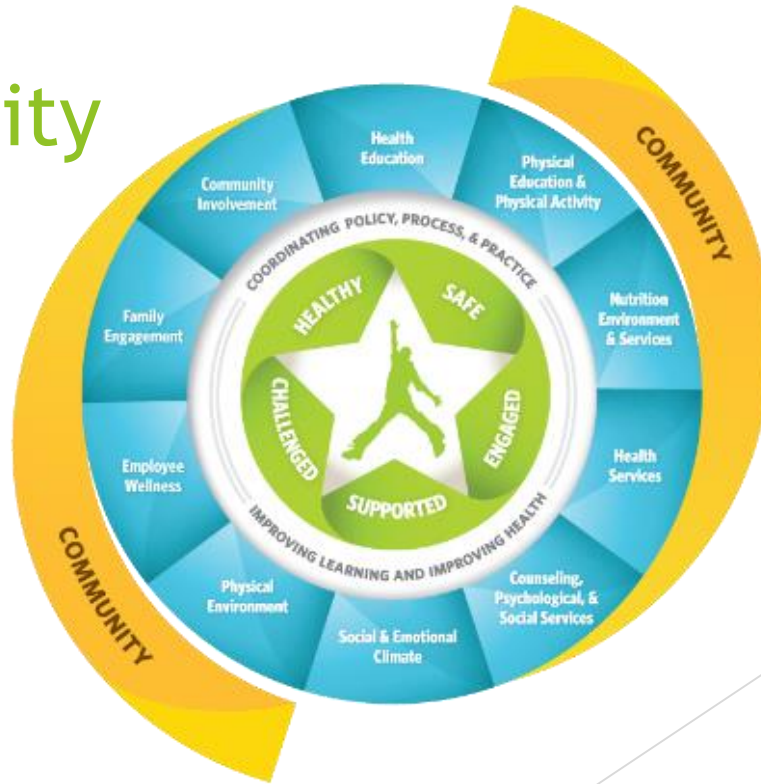 ity
COMMUNITY
Health
Education
Physical
Education &
Physical Activity
Nutrition
Environment
& Services
Health
Services
Counseling,
Psychological, &
Social Services
Social & Emotional
Climate
Physical
Environment
Employee
Wellness
Family
Engagement
Community
Involvement
COORDINATING POLICY, PROCESS, & PRACTICE
IMPROVING LEARNING AND IMPROVING HEALTH
HEALTHY
SAFE
ENGAGED
SUPPORTED
CHALLENGED
COMMUNITY